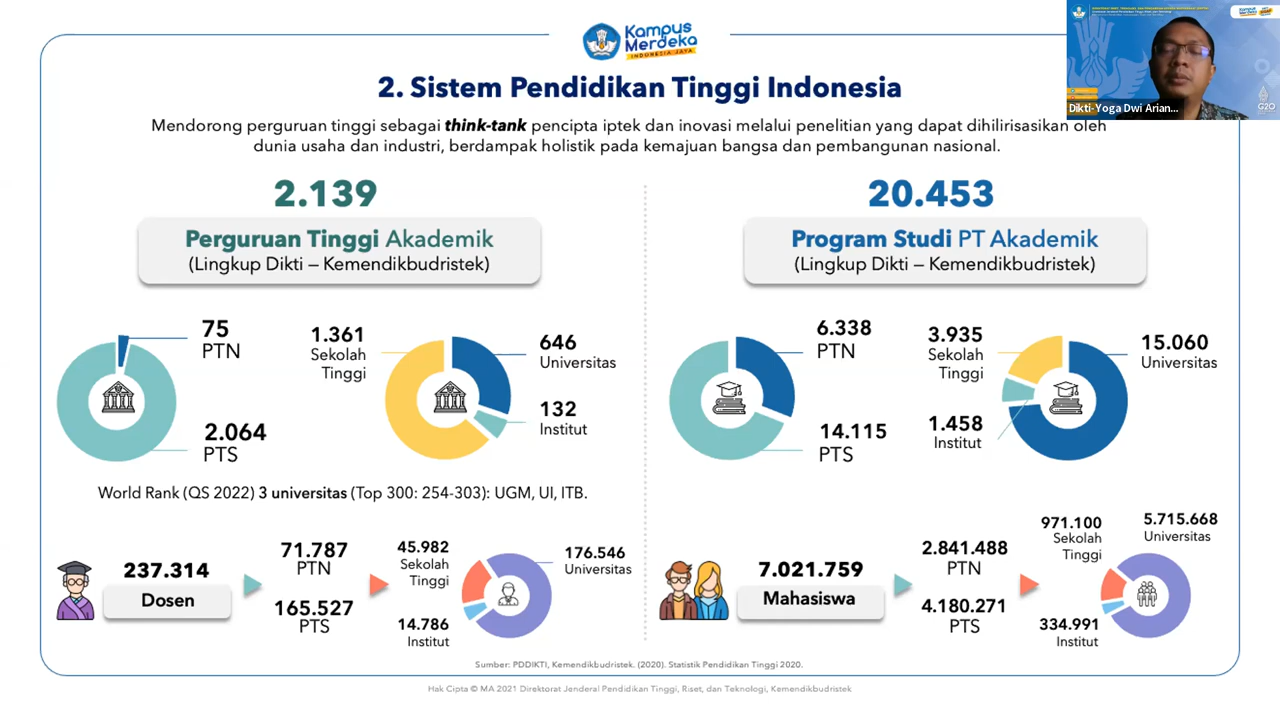 Kampus
Merdeka
INDONESIA JAYA
2. Sistem Pendidikan Tinggi Indonesia
Mendorong perguruan tinggi sebagai think-tank pencipta iptek dan inovasi melalui penelitian yang dapat dihilirisasikan oleh
dunia usaha dan industri, berdampak holistik pada kemajuan bangsa dan pembangunan nasional.
Dikti-Yoga Dwi Arian...
G20
2.139
Perguruan Tinggi Akademik
(Lingkup Dikti – Kemendikbudristek)
75
PTN
2.064
PTS
1.361
Sekolah
Tinggi
646
Universitas
132
Institut
World Rank (QS 2022) 3 universitas (Top 300: 254-303): UGM, UI, ITB.
237.314
Dosen
71.787
PTN
165.527
PTS
45.982
Sekolah
Tinggi
14.786
Institut
176.546
Universitas
20.453
Program Studi PT Akademik
(Lingkup Dikti – Kemendikbudristek)
6.338
PTN
14.115
PTS
3.935
Sekolah
Tinggi
1.458
Institut
15.060
Universitas
7.021.759
Mahasiswa
2.841.488
PTN
4.180.271
PTS
971.100
Sekolah
Tinggi
334.991
Institut
5.715.668
Universitas
Sumber: PDDIKTI, Kemendikbudristek. (2020). Statistik Pendidikan Tinggi 2020.
Hak Cipta © MA 2021 Direktorat Jenderal Pendidikan Tinggi, Riset, dan Teknologi, Kemendikbudristek